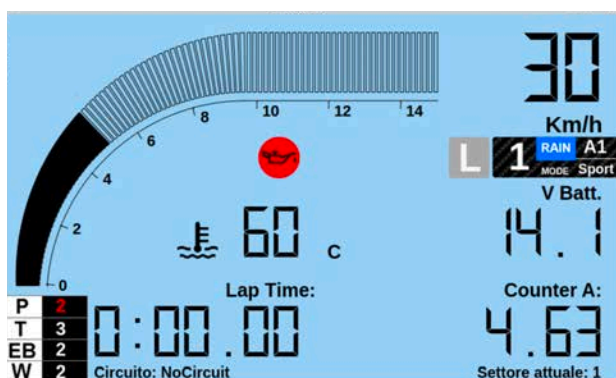 30
Km/h
0 2 4 6 8 10 12 14
L 1 RAIN A1
MODE Sport
V Batt.
60 C 14.1
Lap Time: Counter A:
0:00.00 4.63
P 2
T 3
EB 2
W 2
Circuito: NoCircuit Settore attuale: 1